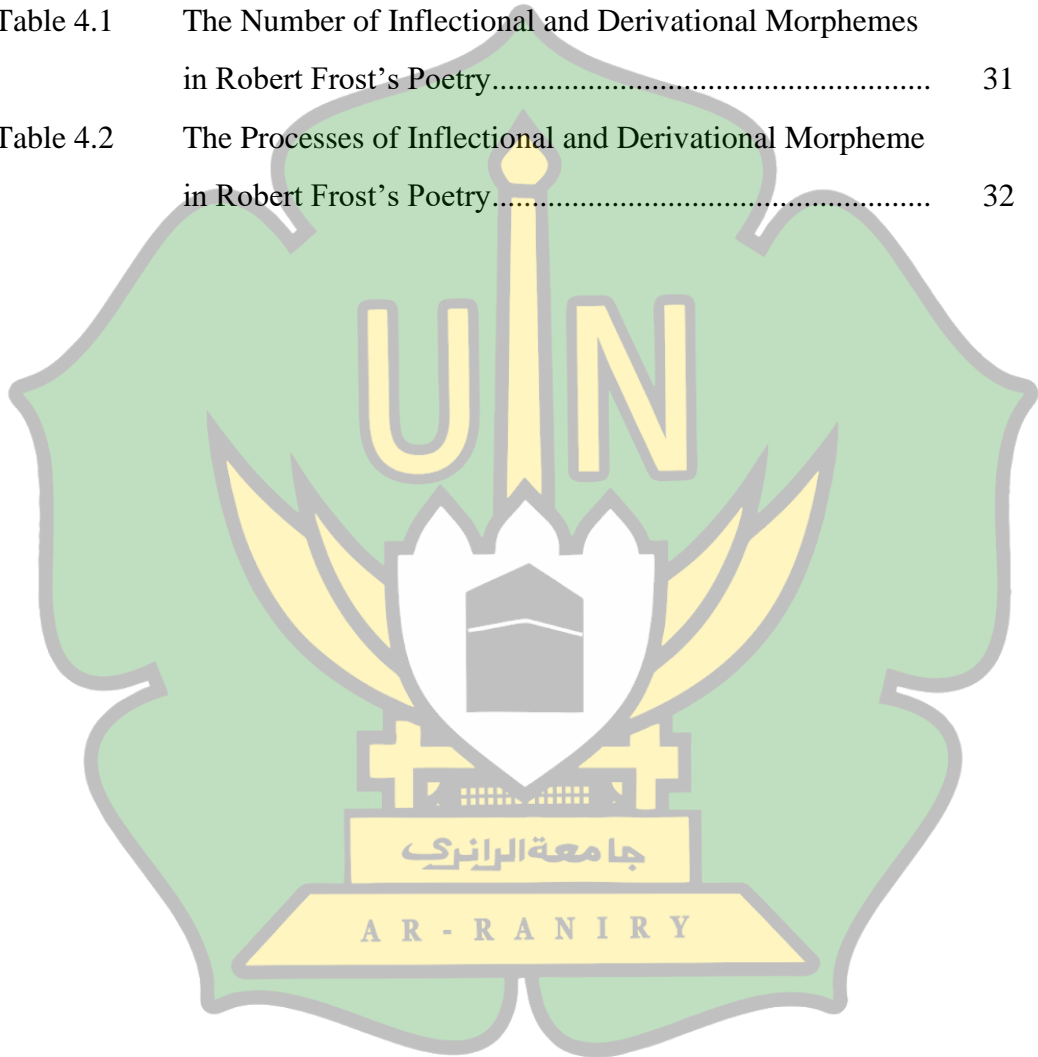 Table 4.1 The Number of Inflectional and Derivational Morphemes
in Robert Frost’s Poetry.................................................... 31
Table 4.2 The Processes of Inflectional and Derivational Morpheme
in Robert Frost’s Poetry.................................................... 32
UIN
جامعة الرانري
AR-RANIRY